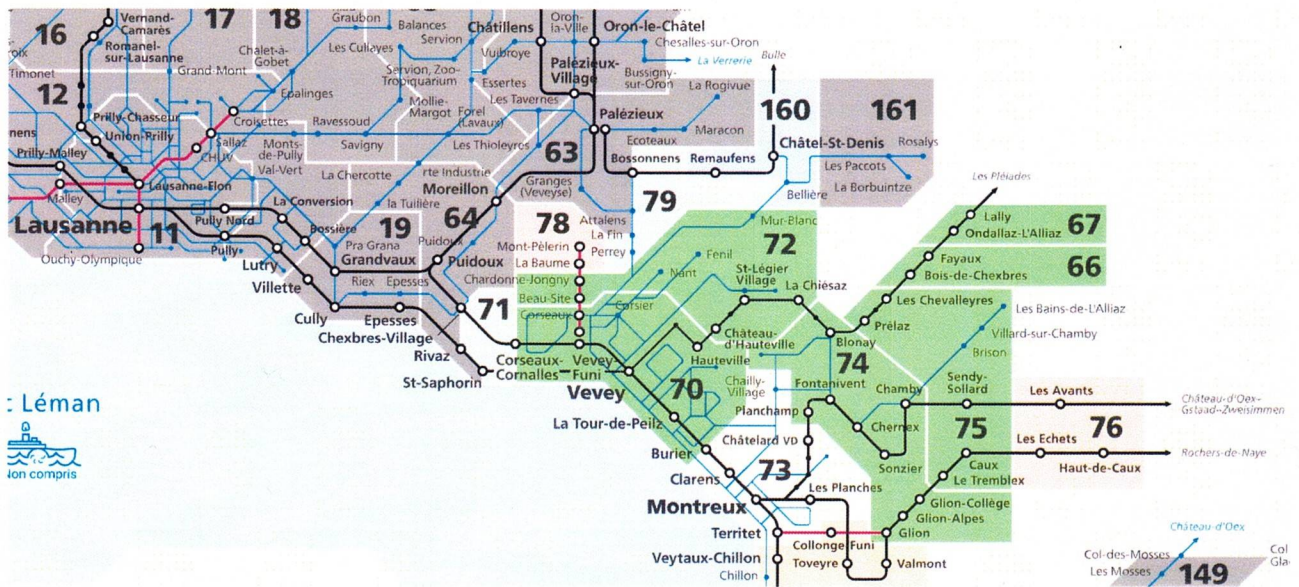 16
17
18
Vernand-
Camarès
Romanel-
sur-Lausanne
Timonet
12
Graubon
Balances
Les Cullayes
Servion
Chalet-à-
Gobet
Grand-Mont
Epalinges
Servion, Zoo-
Tropiquarium
Mollie-
Margot
Châtillens
Oron-
la-Ville
Oron-le-Châtel
Chesalles-sur-Oron
La Verrerie
Vuibroye
Essertes
Palézieux-
Village
Bussigny-
sur-Oron
La Rogivue
Bulle
160
161
Les Tavernes
Palézieux
Maracon
Ecoteaux
Châtel-St-Denis
Rosalys
Les Paccots
La Borbuintze
Bellière
Prilly-Chasseur
Union-Prilly
Croisettes
Sallaz
CHUV
Ravessoud
Forel
(Lavaux)
Monts-
de-Pully
Savigny
Les Thioleyres
63
Bossonnens
Remaufens
nens
Prilly-Malley
Val-Vert
La Chercotte
rte Industrie
Moreillon
Granges
(Veveyse)
79
Lausanne-Flon
Malley
Lausanne
11
La Conversion
la Tuilière
Pully Nord
Bossière
19
64
78
Attalens
La Fin
Perrey
Mur-Blanc
Les Pléiades
Lally
Ondallaz-L'Alliaz
67
Ouchy-Olympique
Pully
Pra Grana
Grandvaux
Puidoux
Puidoux
Mont-Pèlerin
La Baume
72
Fayaux
Bois-de-Chexbres
66
Lutry
Villette
Riex
Epesses
Chardonne-Jongny
Fenil
Nant
St-Légier
Village
La Chiésaz
Beau-Site
Corseaux
Corsier
Les Chevalleyres
Les Bains-de-L'Alliaz
71
Cully
Epesses
Chexbres-Village
Rivaz
St-Saphorin
Prélaz
Villard-sur-Chamby
Château-
d'Hauteville
Blonay
Brison
Hauteville
74
Corseaux-
Cornalles
Vevey-
Funi
Vevey
70
Chailly-
Village
Fontanivent
Chamby
Sendy-
Sollard
Les Avants
Château-d'Oex–
Gstaad–Zweisimmen
Planchamp
La Tour-de-Peilz
Châtelard VD
Chernex
75
Les Echets
76
Burier
Sonzier
Caux
Haut-de-Caux
Rochers-de-Naye
Clarens
73
Le Tremblex
Les Planches
Montreux
Glion-Collège
Glion-Alpes
Territet
Collonge
Funi
Glion
Veytaux-Chillon
Toveyre
Valmont
Chillon
Léman
Non compris
Château-d'Oex
Col-des-Mosses
Les Mosses
149
Col